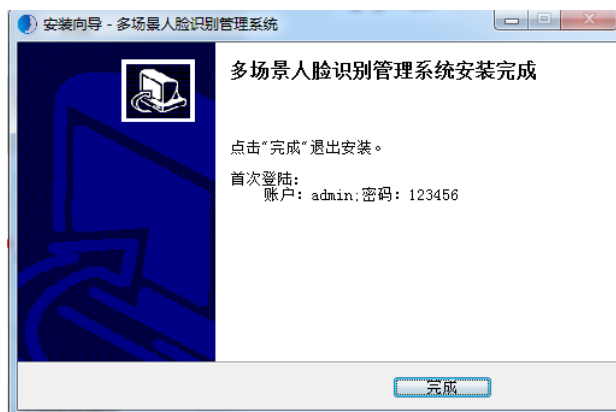 安装向导 - 多场景人脸识别管理系统
多场景人脸识别管理系统安装完成
点击"完成"退出安装。
首次登陆:
账户: admin;密码: 123456
完成